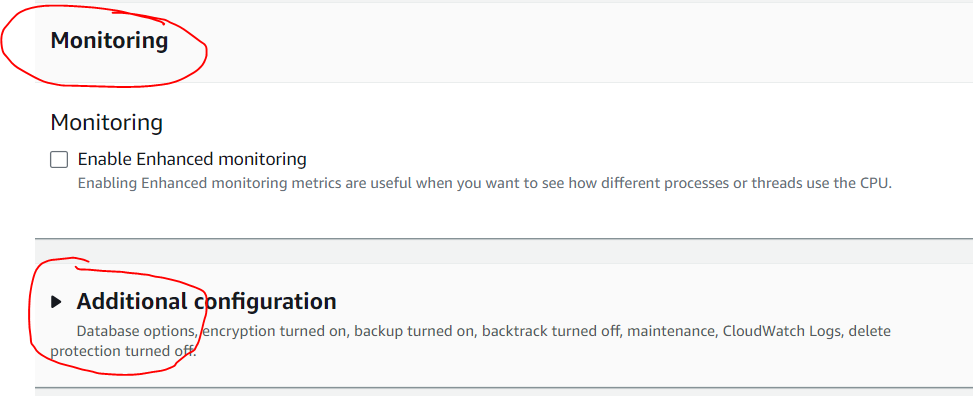 Monitoring
Monitoring
Enable Enhanced monitoring
Enabling Enhanced monitoring metrics are useful when you want to see how different processes or threads use the CPU.
Additional configuration
Database options, encryption turned on, backup turned on, backtrack turned off, maintenance, CloudWatch Logs, delete
protection turned off.